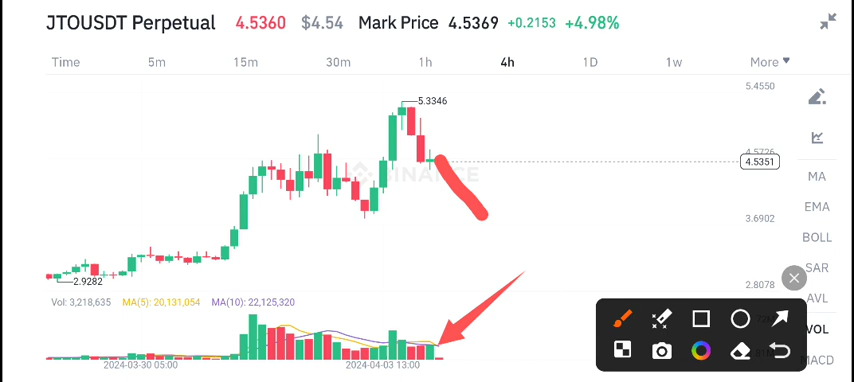 JTOUSDT Perpetual 4.5360 $4.54 Mark Price 4.5369 +0.2153 +4.98%
Time 5m 15m 30m 1h 4h 1D 1w More
5.4550
5.3346
4.5351
BINANCE
MA
EMA
3.6902
BOLL
SAR
2.9282
2.8078
AVL
Vol: 3,218,635 MA(5): 20,131,054 MA(10): 22,125,320
VOL
MACD
2024-03-30 05:00 2024-04-03 13:00